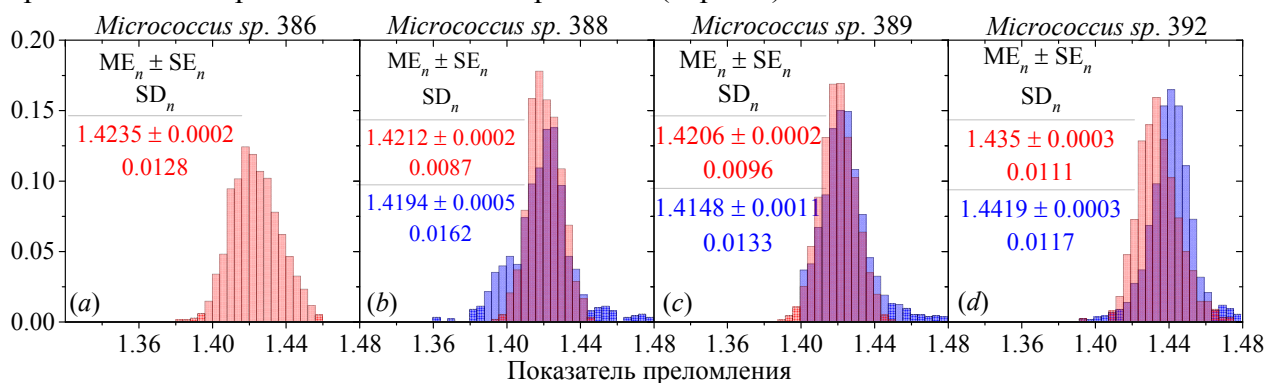 Micrococcus sp. 386
Micrococcus sp. 388
Micrococcus sp. 389
Micrococcus sp. 392
0.20
0.15
0.10
0.05
0.00
MEₙ ± SEₙ
SDₙ
1.4235 ± 0.0002
0.0128
(a)
MEₙ ± SEₙ
SDₙ
1.4212 ± 0.0002
0.0087
1.4194 ± 0.0005
0.0162
(b)
MEₙ ± SEₙ
SDₙ
1.4206 ± 0.0002
0.0096
1.4148 ± 0.0011
0.0133
(c)
MEₙ ± SEₙ
SDₙ
1.435 ± 0.0003
0.0111
1.4419 ± 0.0003
0.0117
(d)
1.36 1.40 1.44 1.48 1.36 1.40 1.44 1.48 1.36 1.40 1.44 1.48 1.36 1.40 1.44 1.48
Показатель преломления